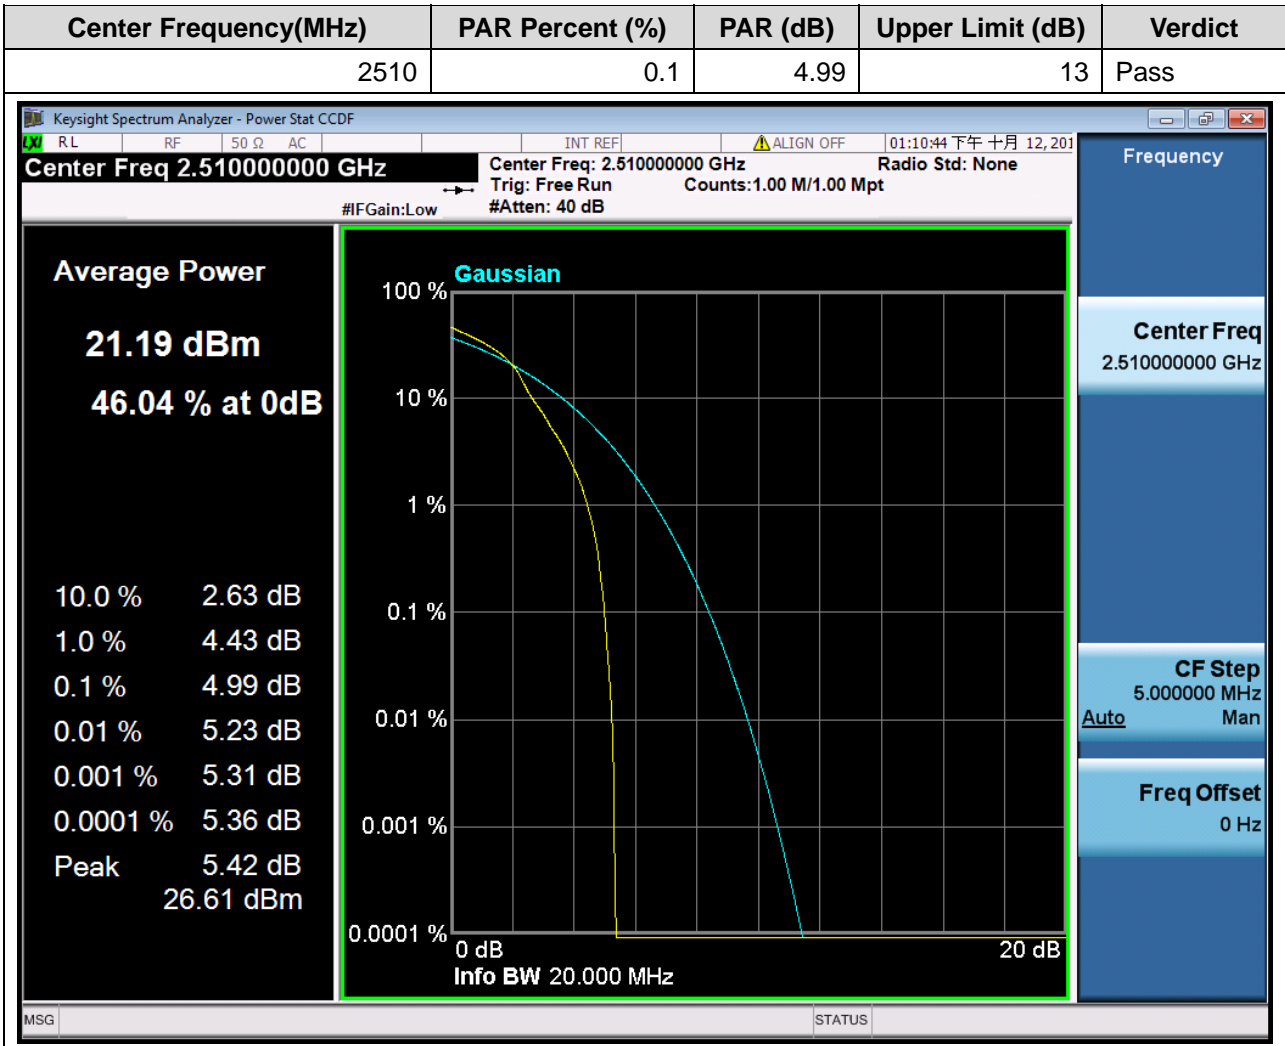 Center Frequency(MHz) PAR Percent (%) PAR (dB) Upper Limit (dB) Verdict
2510 0.1 4.99 13 Pass
Keysight Spectrum Analyzer - Power Stat CCDF
LXI RL RF 50 Ω AC INT REF ALIGN OFF 01:10:44 下午 十月 12, 201
Center Freq 2.510000000 GHz
Center Freq: 2.510000000 GHz Radio Std: None
Trig: Free Run Counts:1.00 M/1.00 Mpt
#IFGain:Low #Atten: 40 dB
Average Power
21.19 dBm
46.04 % at 0dB
10.0 % 2.63 dB
1.0 % 4.43 dB
0.1 % 4.99 dB
0.01 % 5.23 dB
0.001 % 5.31 dB
0.0001 % 5.36 dB
Peak 5.42 dB
26.61 dBm
Gaussian
100 %
10 %
1 %
0.1 %
0.01 %
0.001 %
0.0001 %
0 dB 20 dB
Info BW 20.000 MHz
Frequency
Center Freq
2.510000000 GHz
CF Step
5.000000 MHz
Auto Man
Freq Offset
0 Hz
MSG STATUS